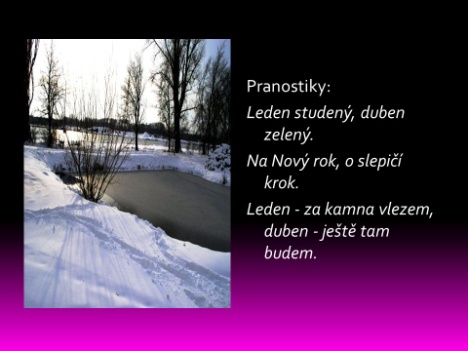 Pranostiky:
Leden studený, duben
zelený.
Na Nový rok, o slepičí
krok.
Leden - za kamna vlezem,
duben - ještě tam
budem.